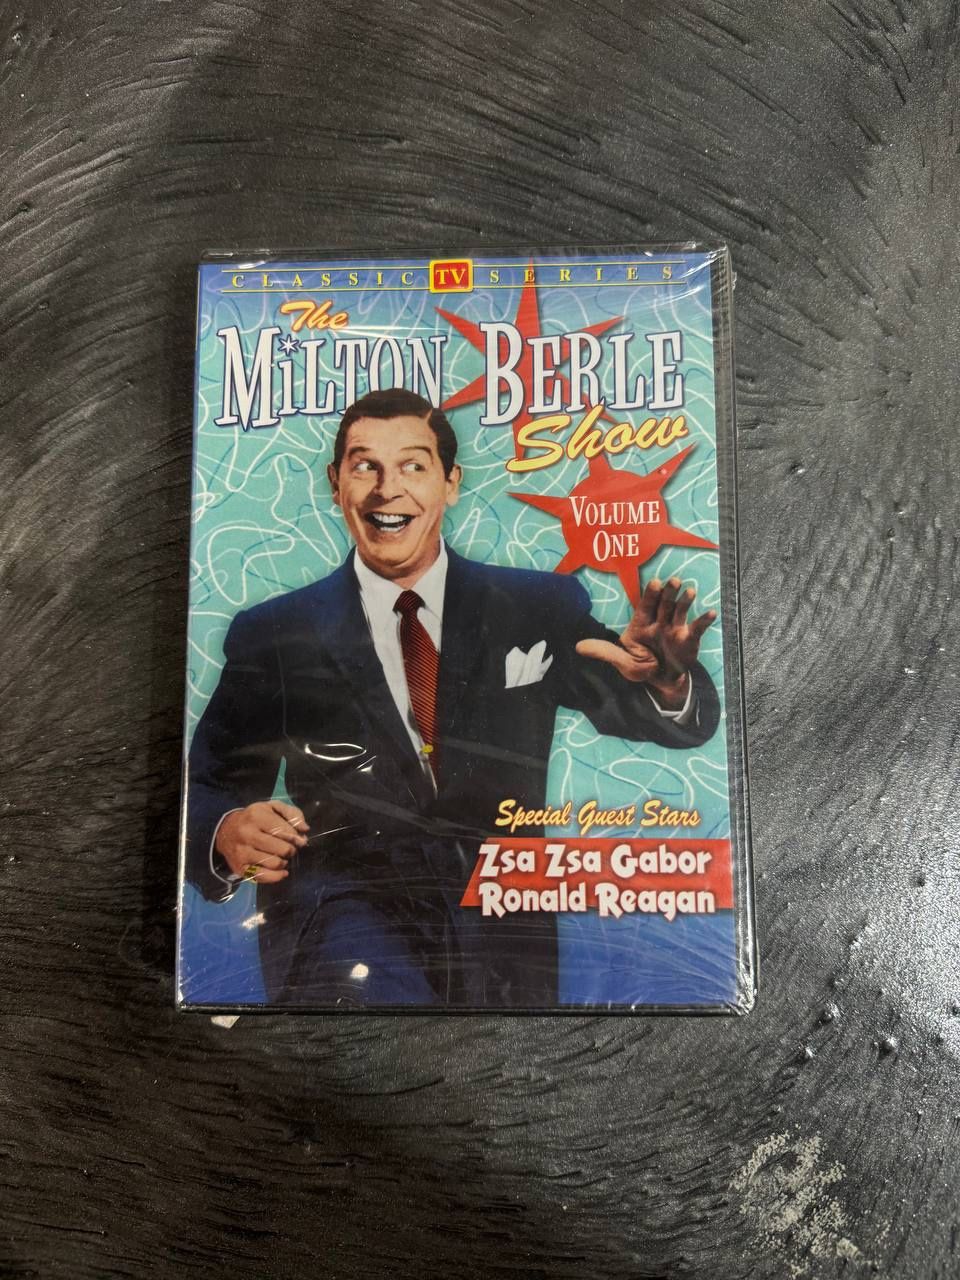 CLASSIC TV SERIES
The
MiLTON BERLE
Show
VOLUME
ONE
Special Guest Stars
Zsa Zsa Gabor
Ronald Reagan